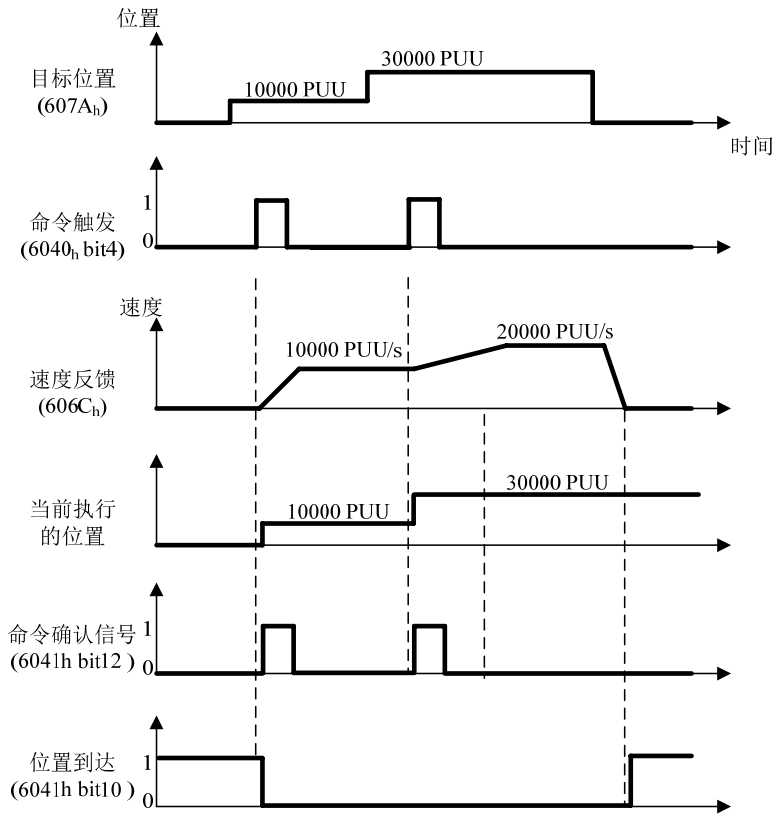 位置
目标位置
(607Ah)
10000 PUU
30000 PUU
时间
命令触发
(6040h bit4)
1
0
速度
速度反馈
(606Ch)
10000 PUU/s
20000 PUU/s
当前执行
的位置
10000 PUU
30000 PUU
命令确认信号
(6041h bit12 )
1
0
位置到达
(6041h bit10 )
1
0